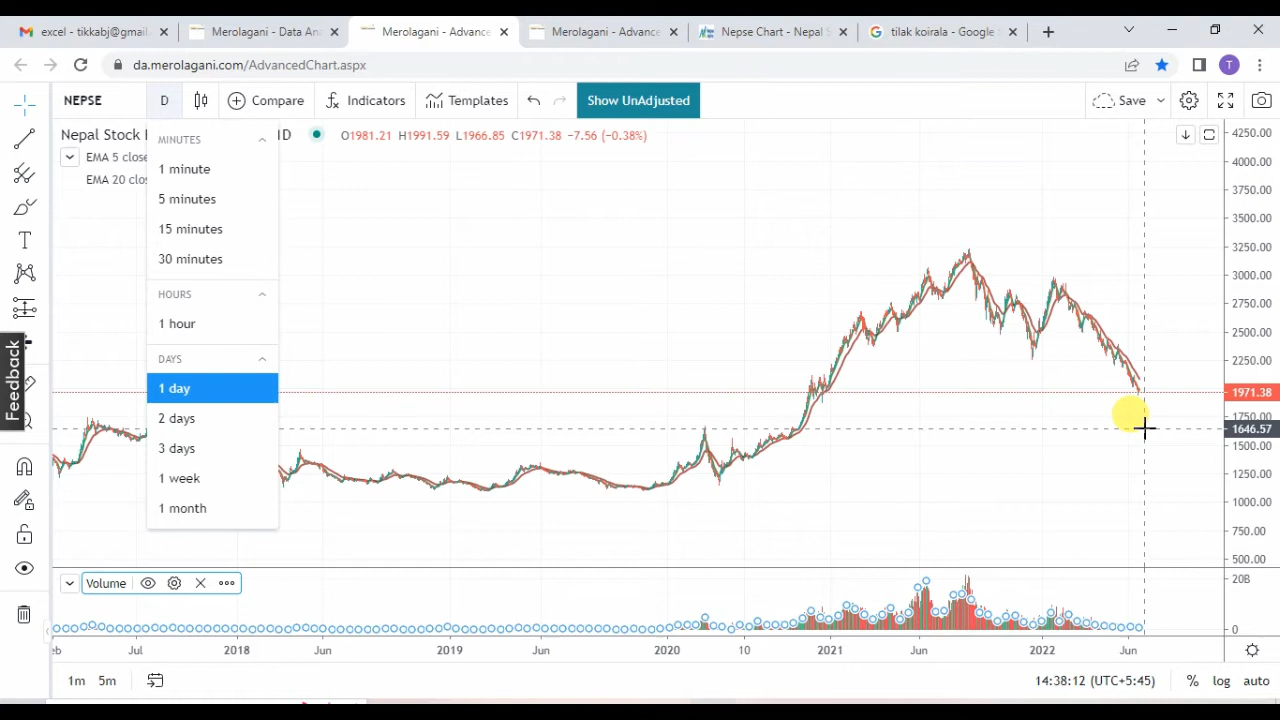 excel - tikkabj@gmail
Merolagani - Data Ana
Merolagani - Advance
Merolagani - Advance
Nepse Chart - Nepal S
tilak koirala - Google S
da.merolagani.com/AdvancedChart.aspx
T
NEPSE
D
Compare
Indicators
Templates
Show UnAdjusted
Save
Nepal Stock
D
O1981.21 H1991.59 L1966.85 C1971.38 −7.56 (−0.38%)
EMA 5 close
EMA 20 clo
MINUTES
1 minute
5 minutes
15 minutes
30 minutes
HOURS
1 hour
DAYS
1 day
2 days
3 days
1 week
1 month
4250.00
4000.00
3750.00
3500.00
3250.00
3000.00
2750.00
2500.00
2250.00
1971.38
1750.00
1646.57
1500.00
1250.00
1000.00
750.00
500.00
Feedback
T
Volume
20B
0
eb
Jul
2018
Jun
2019
Jun
2020
10
2021
Jun
2022
Jun
1m
5m
14:38:12 (UTC+5:45)
%
log
auto